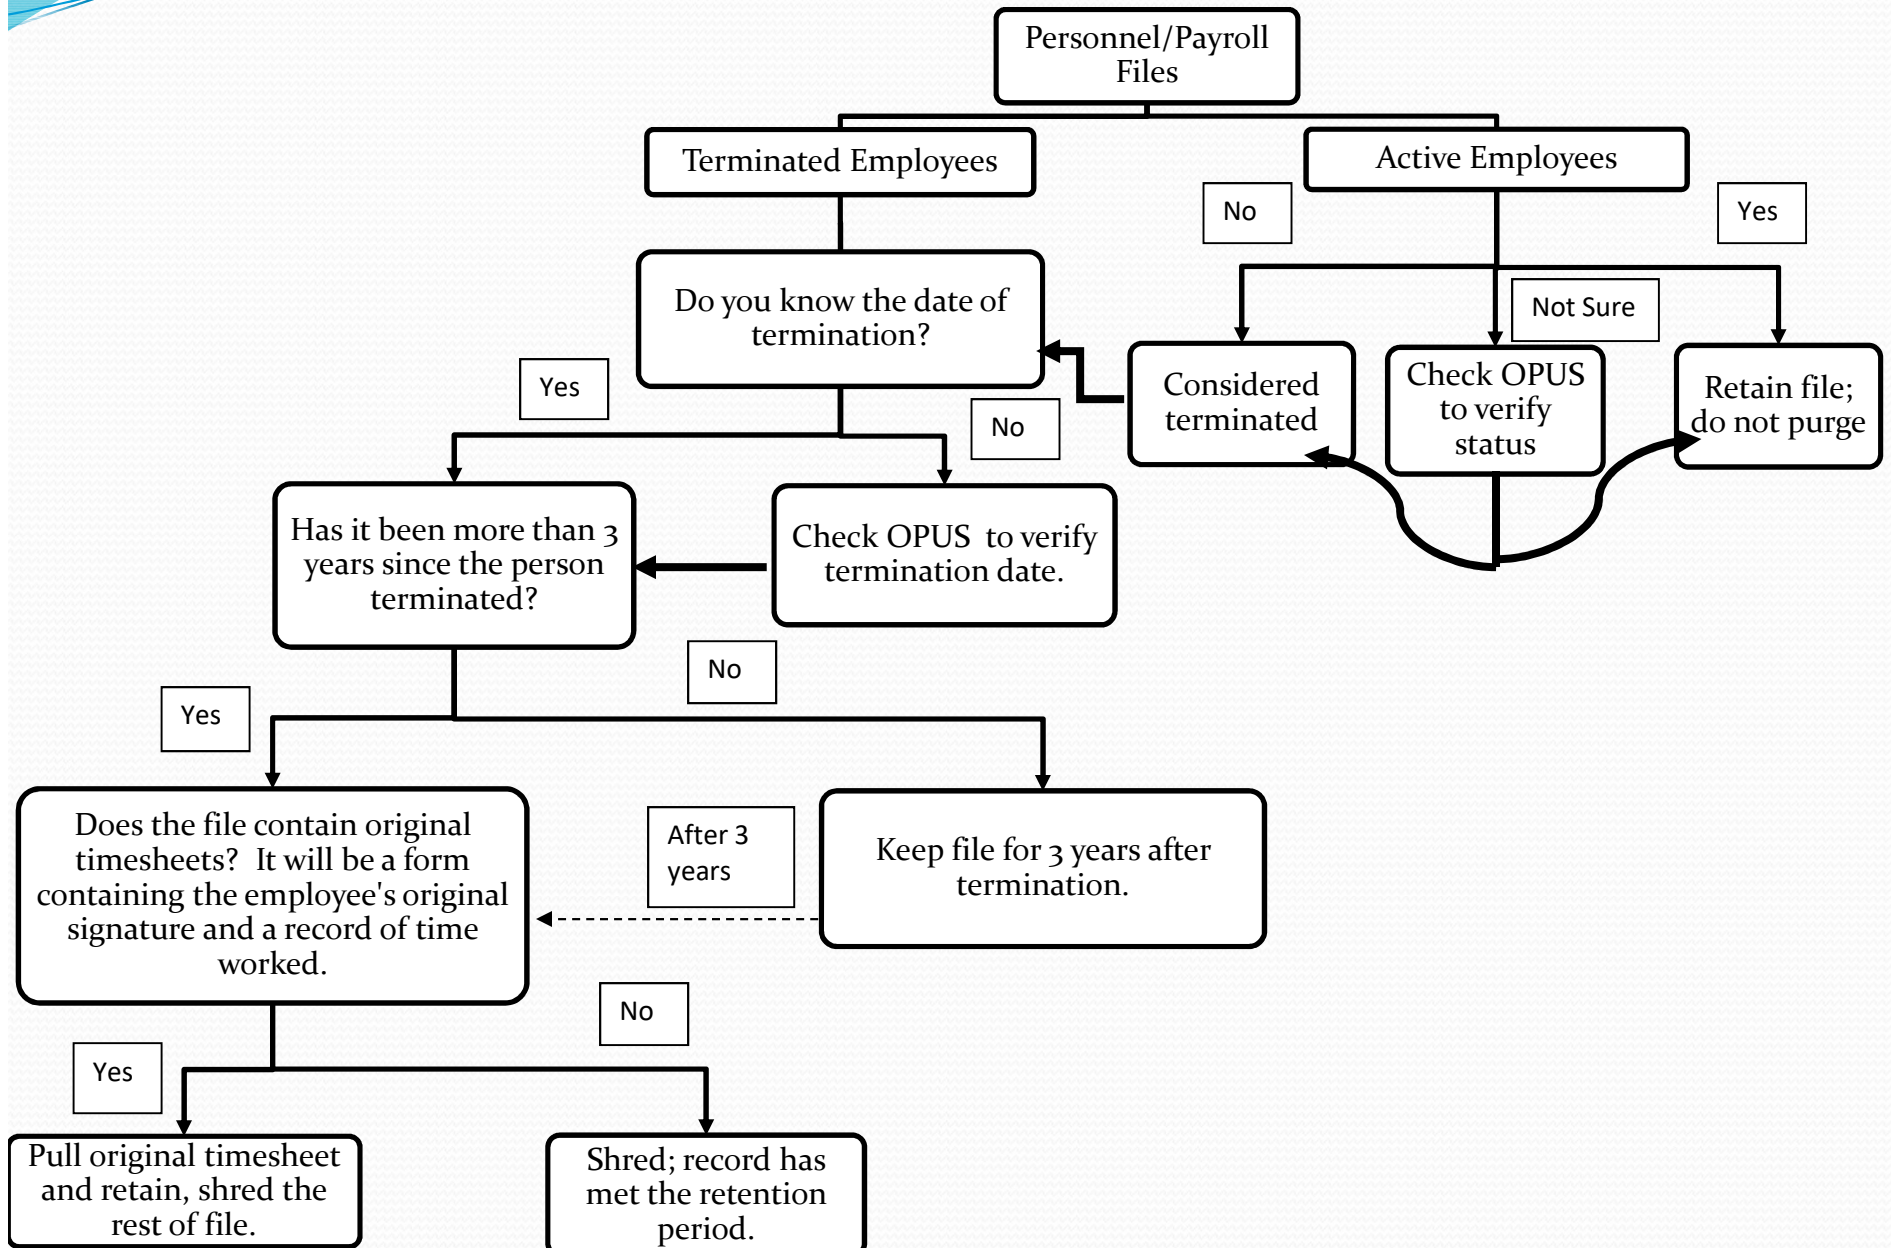 Personnel/Payroll
Files
Terminated Employees
Active Employees
No
Yes
Do you know the date of
termination?
Not Sure
Considered
terminated
Check OPUS
to verify
status
Retain file;
do not purge
Yes
No
Has it been more than 3
years since the person
terminated?
Check OPUS  to verify
termination date.
No
Yes
Does the file contain original
timesheets?  It will be a form
containing the employee's original
signature and a record of time
worked.
After 3
years
Keep file for 3 years after
termination.
No
Yes
Pull original timesheet
and retain, shred the
rest of file.
Shred; record has
met the retention
period.